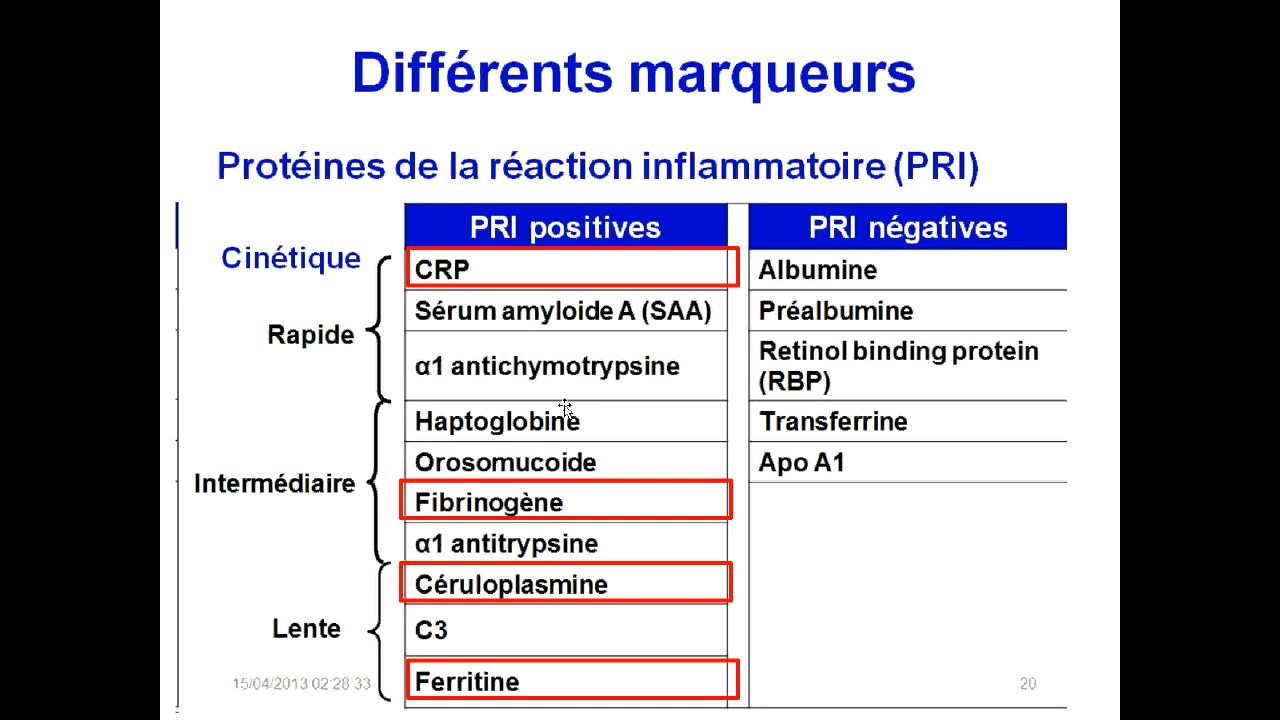 Différents marqueurs
Protéines de la réaction inflammatoire (PRI)
PRI positives
PRI négatives
Cinétique
CRP
Albumine
Sérum amyloide A (SAA)
Préalbumine
Rapide
α1 antichymotrypsine
Retinol binding protein
(RBP)
Haptoglobine
Transferrine
Orosomucoide
Apo A1
Intermédiaire
Fibrinogène
α1 antitrypsine
Céruloplasmine
Lente
C3
15/04/2013 02:28:33
Ferritine
20